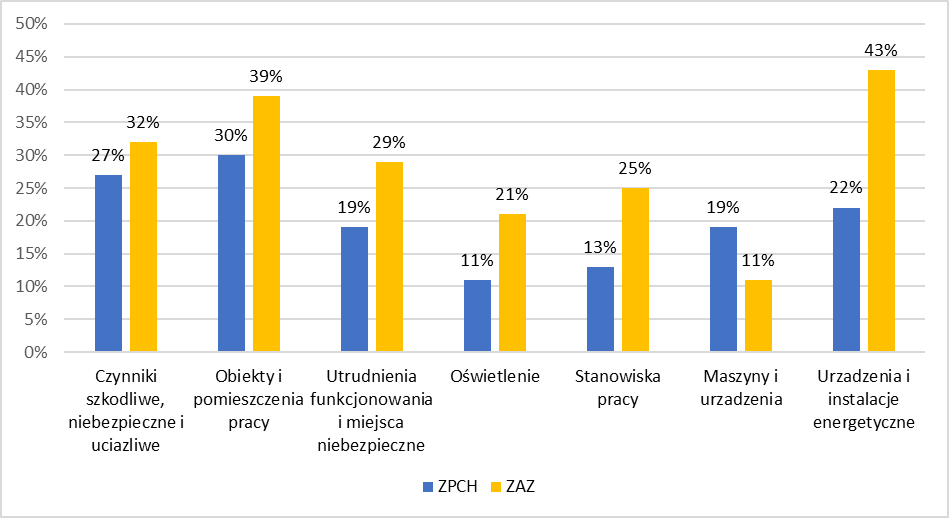 50%
45%
40%
35%
30%
25%
20%
15%
10%
5%
0%
27%
32%
30%
39%
19%
29%
11%
21%
13%
25%
19%
11%
22%
43%
Czynniki
szkodliwe,
niebezpieczne i
uciazliwe
Obiekty i
pomieszczenia
pracy
Utrudnienia
funkcjonowania
i miejsca
niebezpieczne
Oświetlenie
Stanowiska
pracy
Maszyny i
urzadzenia
Urzadzenia i
instalacje
energetyczne
ZPCH ZAZ